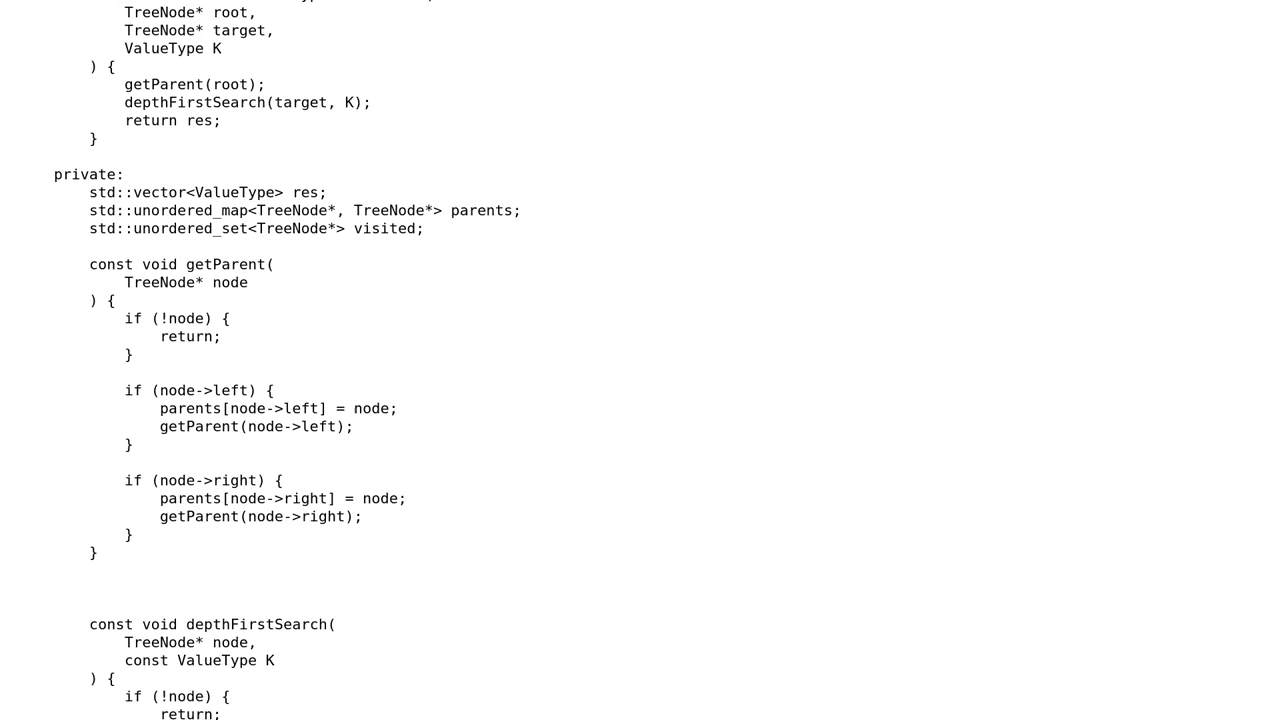 TreeNode* root,
TreeNode* target,
ValueType K
) {
getParent(root);
depthFirstSearch(target, K);
return res;
}
private:
std::vector<ValueType> res;
std::unordered_map<TreeNode*, TreeNode*> parents;
std::unordered_set<TreeNode*> visited;
const void getParent(
TreeNode* node
) {
if (!node) {
return;
}
if (node->left) {
parents[node->left] = node;
getParent(node->left);
}
if (node->right) {
parents[node->right] = node;
getParent(node->right);
}
}
const void depthFirstSearch(
TreeNode* node,
const ValueType K
) {
if (!node) {
return;